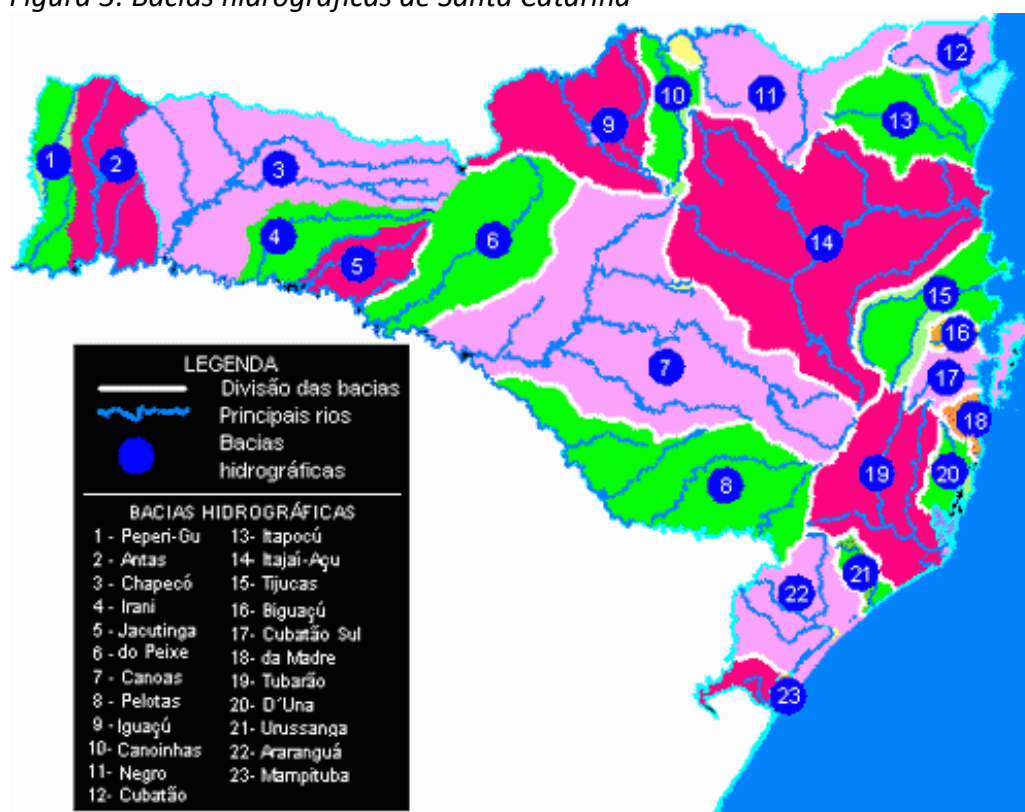 Figura 3: Bacias hidrográficas de Santa Catarina
1
2
3
4
5
6
7
8
9
10
11
12
13
14
15
16
17
18
19
20
21
22
23
LEGENDA
Divisão das bacias
Principais rios
Bacias
hidrográficas
BACIAS HIDROGRÁFICAS
1 - Peperi-Gu
2 - Antas
3 - Chapecó
4 - Irani
5 - Jacutinga
6 - do Peixe
7 - Canoas
8 - Pelotas
9 - Iguaçú
10- Canoinhas
11- Negro
12- Cubatão
13- Itapocú
14- Itajaí-Açu
15- Tijucas
16- Biguaçú
17- Cubatão Sul
18- da Madre
19- Tubarão
20- D´Una
21- Urussanga
22- Araranguá
23- Mampituba